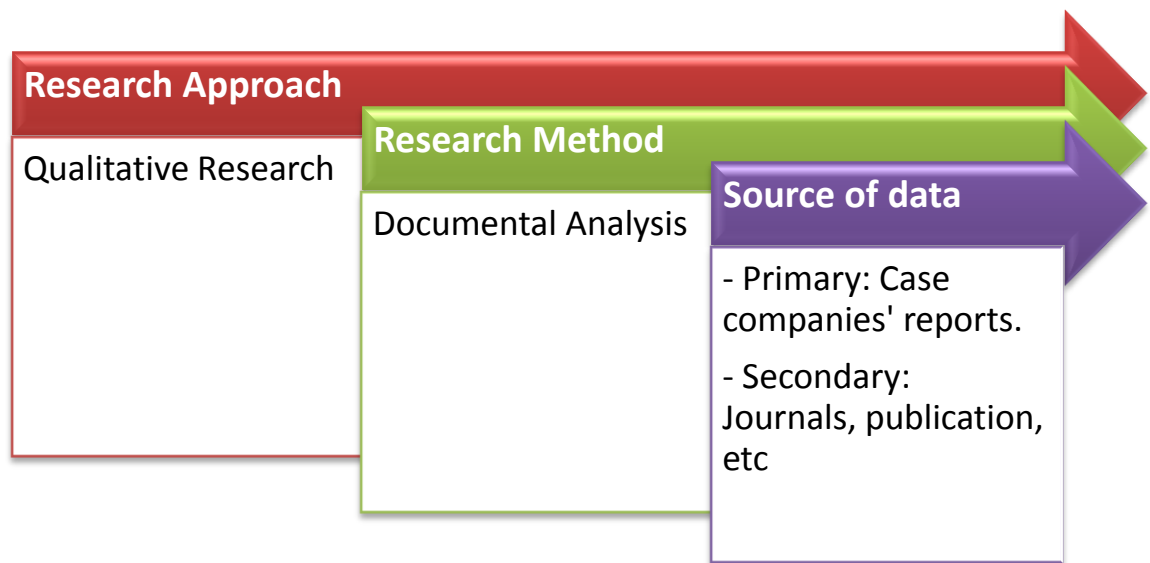 Research Approach
Qualitative Research
Research Method
Documental Analysis
Source of data
- Primary: Case
companies' reports.
- Secondary:
Journals, publication,
etc